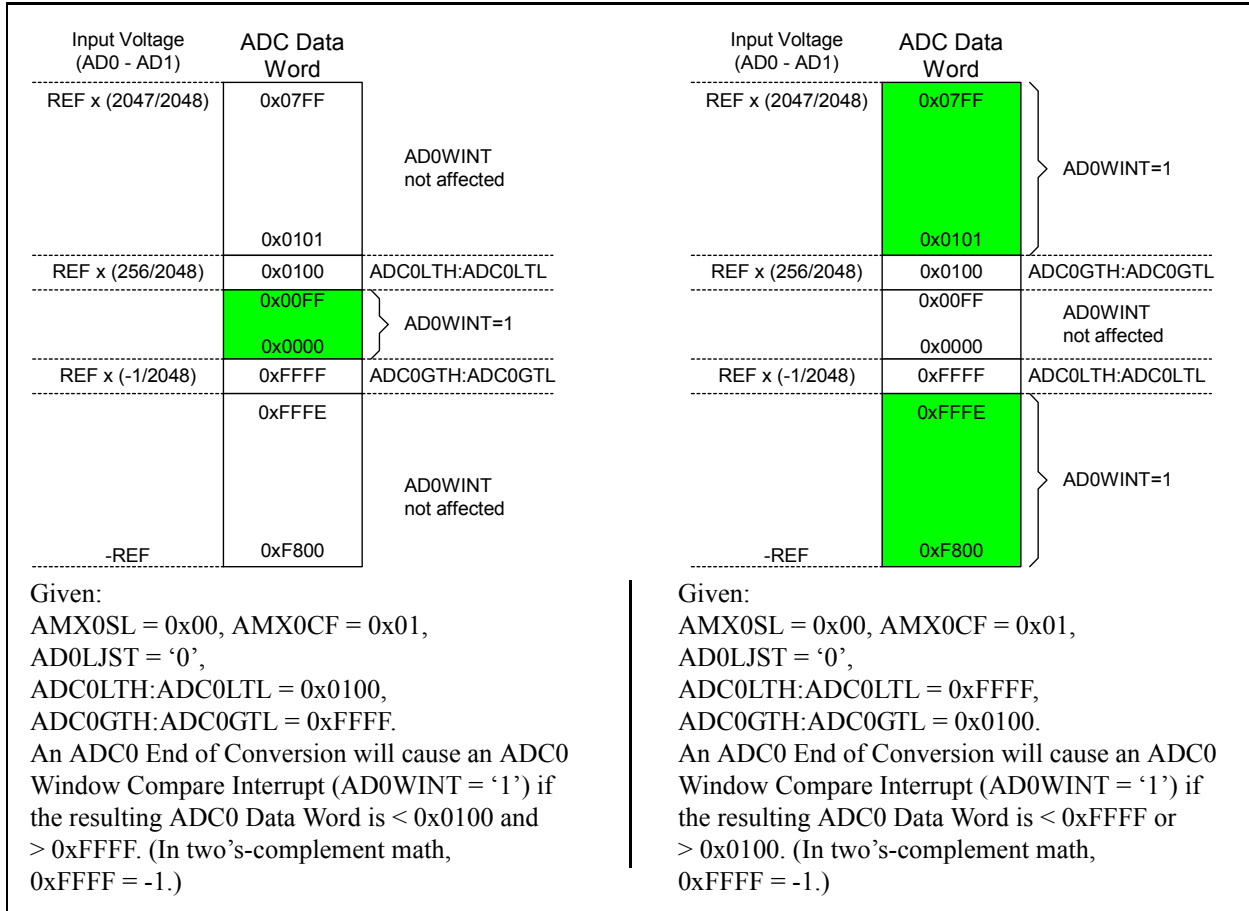 Input Voltage
(AD0 - AD1)
ADC Data
Word
REF x (2047/2048)
0x07FF
AD0WINT
not affected
0x0101
REF x (256/2048)
0x0100
ADC0LTH:ADC0LTL
0x00FF
AD0WINT=1
0x0000
REF x (-1/2048)
0xFFFF
ADC0GTH:ADC0GTL
0xFFFE
AD0WINT
not affected
-REF
0xF800
Given:
AMX0SL = 0x00, AMX0CF = 0x01,
AD0LJST = ‘0’,
ADC0LTH:ADC0LTL = 0x0100,
ADC0GTH:ADC0GTL = 0xFFFF.
An ADC0 End of Conversion will cause an ADC0
Window Compare Interrupt (AD0WINT = ‘1’) if
the resulting ADC0 Data Word is < 0x0100 and
> 0xFFFF. (In two’s-complement math,
0xFFFF = -1.)
Input Voltage
(AD0 - AD1)
ADC Data
Word
REF x (2047/2048)
0x07FF
AD0WINT=1
0x0101
REF x (256/2048)
0x0100
ADC0GTH:ADC0GTL
0x00FF
AD0WINT
not affected
0x0000
REF x (-1/2048)
0xFFFF
ADC0LTH:ADC0LTL
0xFFFE
AD0WINT=1
-REF
0xF800
Given:
AMX0SL = 0x00, AMX0CF = 0x01,
AD0LJST = ‘0’,
ADC0LTH:ADC0LTL = 0xFFFF,
ADC0GTH:ADC0GTL = 0x0100.
An ADC0 End of Conversion will cause an ADC0
Window Compare Interrupt (AD0WINT = ‘1’) if
the resulting ADC0 Data Word is < 0xFFFF or
> 0x0100. (In two’s-complement math,
0xFFFF = -1.)